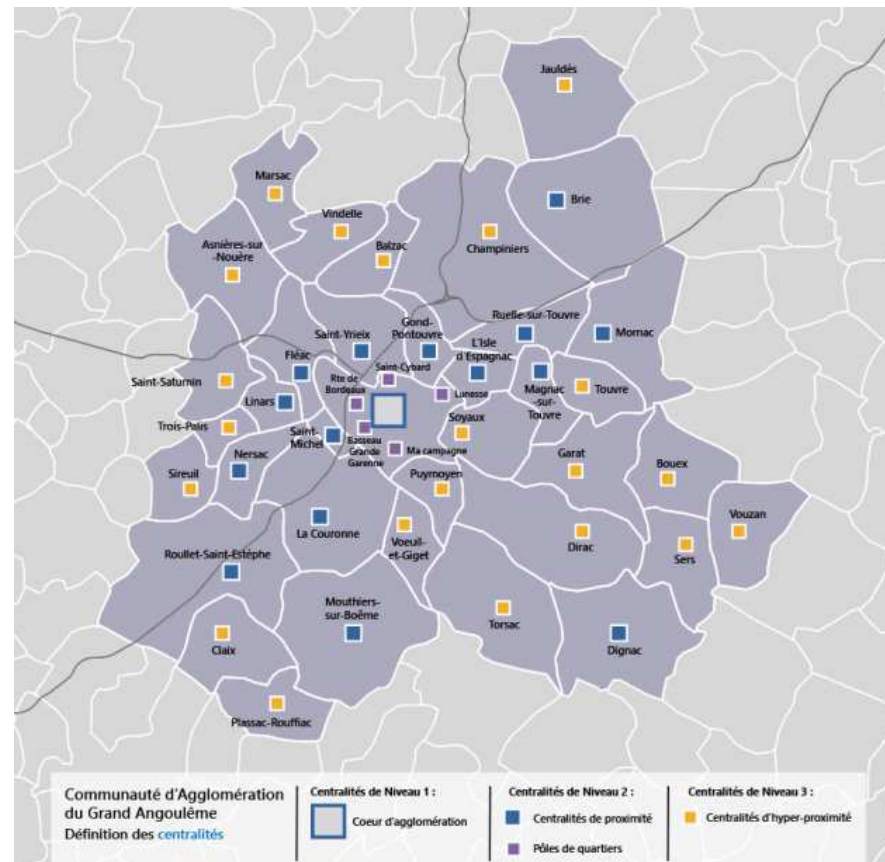 Jauldès
Marsac
Brie
Vindelle
Asnières-sur
-Nouère
Balzac
Champiniers
Ruelle-sur-Touvre
Gond-
Pontouvre
Saint-Yrieix
L'Isle
d'Espagnac
Mornac
Fléac
Saint-Cybard
Saint-Saturnin
Rte de
Bordeaux
Lunesse
Magnac
-sur-
Touvre
Touvre
Linars
Soyaux
Trois-Palis
Saint-
Michel
Basseau
Grande
Garenne
Ma campagne
Nersac
Garat
Bouex
Sireuil
Puymoyen
Vouzan
La Couronne
Voeuil-
et-Giget
Dirac
Sers
Roullet-Saint-Estèphe
Mouthiers-
sur-Boême
Torsac
Claix
Dignac
Plassac-Rouffiac
Communauté d'Agglomération
du Grand Angoulême
Définition des centralités
Centralités de Niveau 1 :
Coeur d'agglomération
Centralités de Niveau 2 :
Centralités de proximité
Pôles de quartiers
Centralités de Niveau 3 :
Centralités d'hyper-proximité